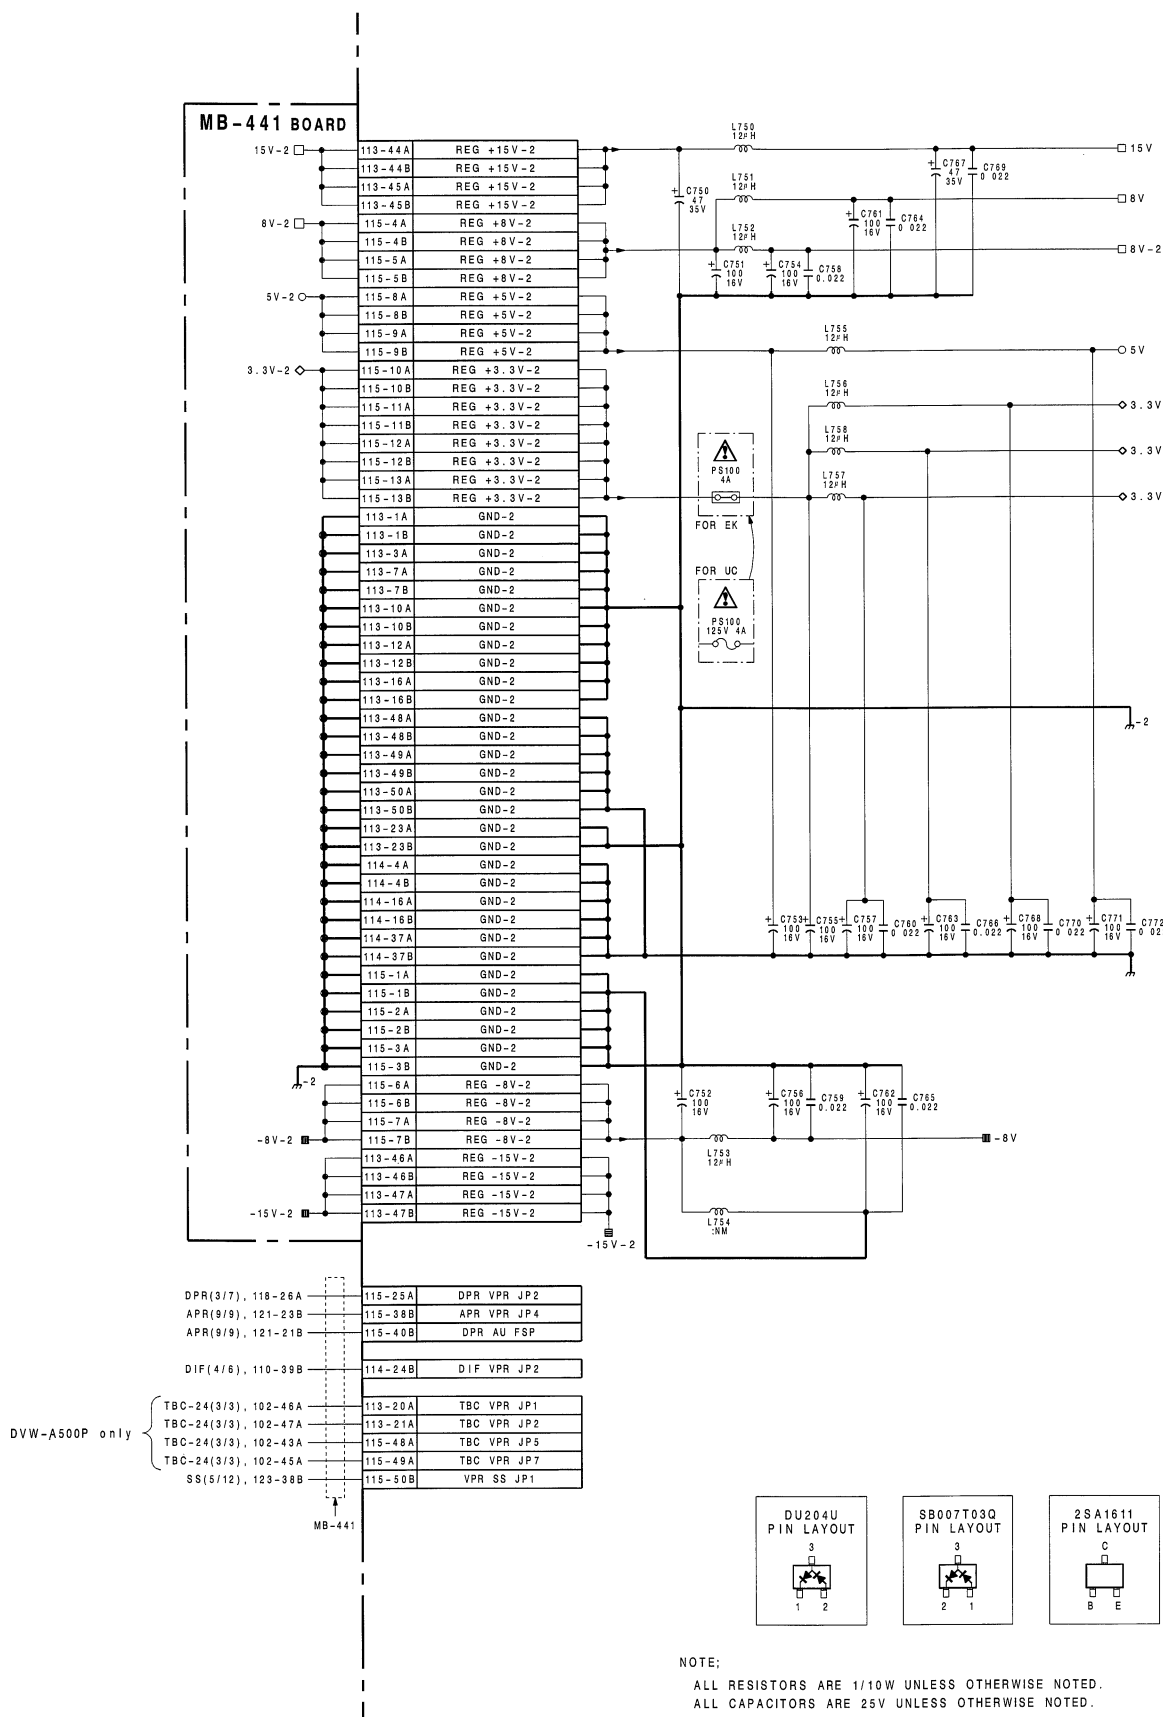 MB-441 BOARD
15V-2
113-44A REG +15V-2
113-44B REG +15V-2
113-45A REG +15V-2
113-45B REG +15V-2
8V-2
115-4A REG +8V-2
115-4B REG +8V-2
115-5A REG +8V-2
115-5B REG +8V-2
5V-2
115-8A REG +5V-2
115-8B REG +5V-2
115-9A REG +5V-2
115-9B REG +5V-2
3.3V-2
115-10A REG +3.3V-2
115-10B REG +3.3V-2
115-11A REG +3.3V-2
115-11B REG +3.3V-2
115-12A REG +3.3V-2
115-12B REG +3.3V-2
115-13A REG +3.3V-2
115-13B REG +3.3V-2
113-1A GND-2
113-1B GND-2
113-3A GND-2
113-7A GND-2
113-7B GND-2
113-10A GND-2
113-10B GND-2
113-12A GND-2
113-12B GND-2
113-16A GND-2
113-16B GND-2
113-48A GND-2
113-48B GND-2
113-49A GND-2
113-49B GND-2
113-50A GND-2
113-50B GND-2
113-23A GND-2
113-23B GND-2
114-4A GND-2
114-4B GND-2
114-16A GND-2
114-16B GND-2
114-37A GND-2
114-37B GND-2
115-1A GND-2
115-1B GND-2
115-2A GND-2
115-2B GND-2
115-3A GND-2
115-3B GND-2
-2
115-6A REG -8V-2
115-6B REG -8V-2
115-7A REG -8V-2
-8V-2
115-7B REG -8V-2
113-46A REG -15V-2
113-46B REG -15V-2
113-47A REG -15V-2
-15V-2
113-47B REG -15V-2
-15V-2
L750
12µH
15V
C750
47
35V
C767
47
35V
C769
0.022
L751
12µH
8V
C761
100
16V
C764
0.022
L752
12µH
8V-2
C751
100
16V
C754
100
16V
C758
0.022
L755
12µH
5V
L756
12µH
3.3V
L758
12µH
3.3V
L757
12µH
3.3V
PS100
4A
FOR EK
FOR UC
PS100
125V 4A
-2
C753
100
16V
C755
100
16V
C757
100
16V
C760
0.022
C763
100
16V
C766
0.022
C768
100
16V
C770
0.022
C771
100
16V
C772
0 02
C752
100
16V
C756
100
16V
C759
0.022
C762
100
16V
C765
0.022
L753
12µH
-8V
L754
:NM
DPR(3/7), 118-26A 115-25A DPR VPR JP2
APR(9/9), 121-23B 115-38B APR VPR JP4
APR(9/9), 121-21B 115-40B DPR AU FSP
DIF(4/6), 110-39B 114-24B DIF VPR JP2
DVW-A500P only
TBC-24(3/3), 102-46A 113-20A TBC VPR JP1
TBC-24(3/3), 102-47A 113-21A TBC VPR JP2
TBC-24(3/3), 102-43A 115-48A TBC VPR JP5
TBC-24(3/3), 102-45A 115-49A TBC VPR JP7
SS(5/12), 123-38B 115-50B VPR SS JP1
MB-441
DU204U
PIN LAYOUT
3
1 2
SB007T03Q
PIN LAYOUT
3
2 1
2SA1611
PIN LAYOUT
C
B E
NOTE;
ALL RESISTORS ARE 1/10W UNLESS OTHERWISE NOTED.
ALL CAPACITORS ARE 25V UNLESS OTHERWISE NOTED.